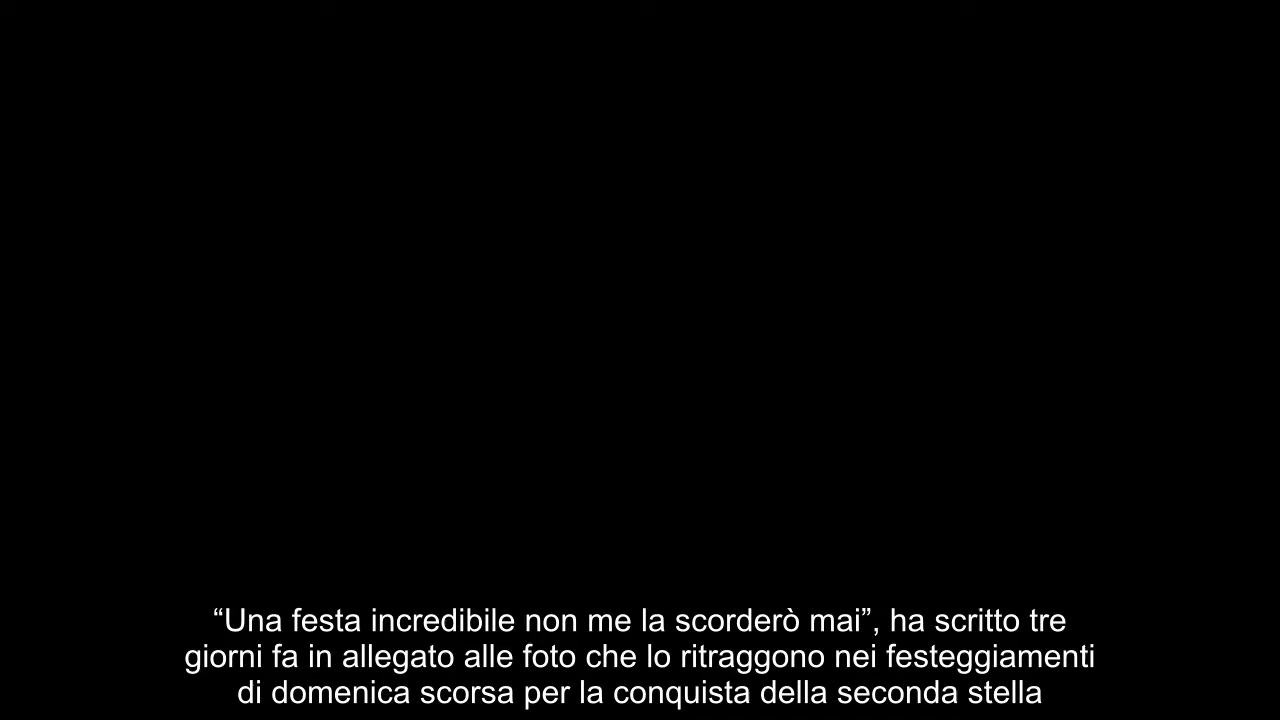 “Una festa incredibile non me la scorderò mai”, ha scritto tre
giorni fa in allegato alle foto che lo ritraggono nei festeggiamenti
di domenica scorsa per la conquista della seconda stella